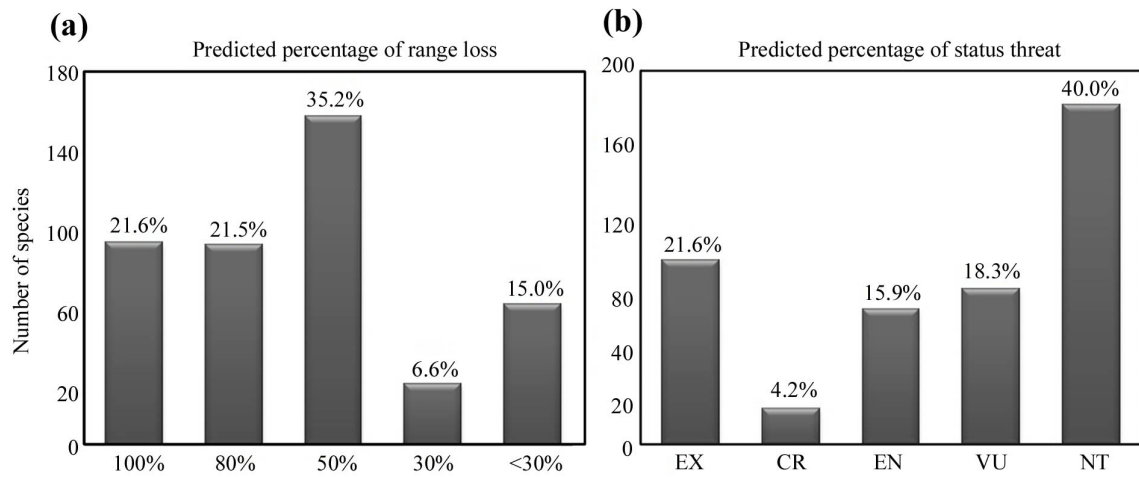 (a)
Predicted percentage of range loss
Number of species
180
140
100
60
20
0
21.6%
21.5%
35.2%
6.6%
15.0%
100%
80%
50%
30%
<30%
(b)
Predicted percentage of status threat
200
160
120
80
40
20
0
21.6%
4.2%
15.9%
18.3%
40.0%
EX
CR
EN
VU
NT